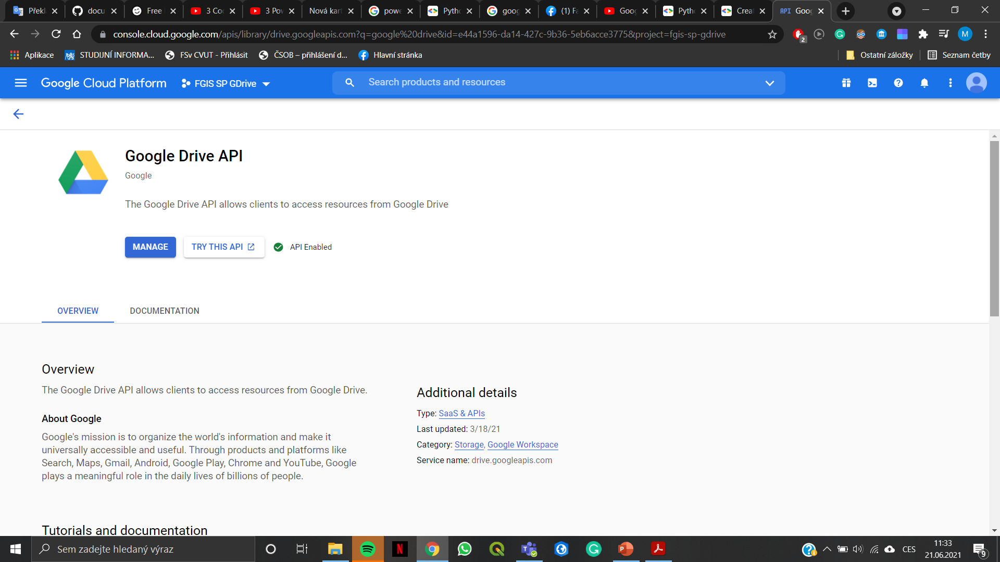 Překl
docu
Free
3 Coo
3 Pow
Nová kart
powe
Pytho
goog
(1) Fa
Goog
Pytho
Creat
API Goog
console.cloud.google.com/apis/library/drive.googleapis.com?q=google%20drive&id=e44a1596-da14-427c-9b36-5eb6acce3775&project=fgis-sp-gdrive
2
M
Aplikace
STUDIJNÍ INFORMA...
FSv CVUT - Přihlásit
ČSOB – přihlášení d...
Hlavní stránka
Ostatní záložky
Seznam četby
Google Cloud Platform
FGIS SP GDrive
Search products and resources
Google Drive API
Google
The Google Drive API allows clients to access resources from Google Drive
MANAGE
TRY THIS API
API Enabled
OVERVIEW
DOCUMENTATION
Overview
The Google Drive API allows clients to access resources from Google Drive.
About Google
Google's mission is to organize the world's information and make it
universally accessible and useful. Through products and platforms like
Search, Maps, Gmail, Android, Google Play, Chrome and YouTube, Google
plays a meaningful role in the daily lives of billions of people.
Additional details
Type: SaaS & APIs
Last updated: 3/18/21
Category: Storage, Google Workspace
Service name: drive.googleapis.com
Tutorials and documentation
Sem zadejte hledaný výraz
CES
11:33
21.06.2021
9